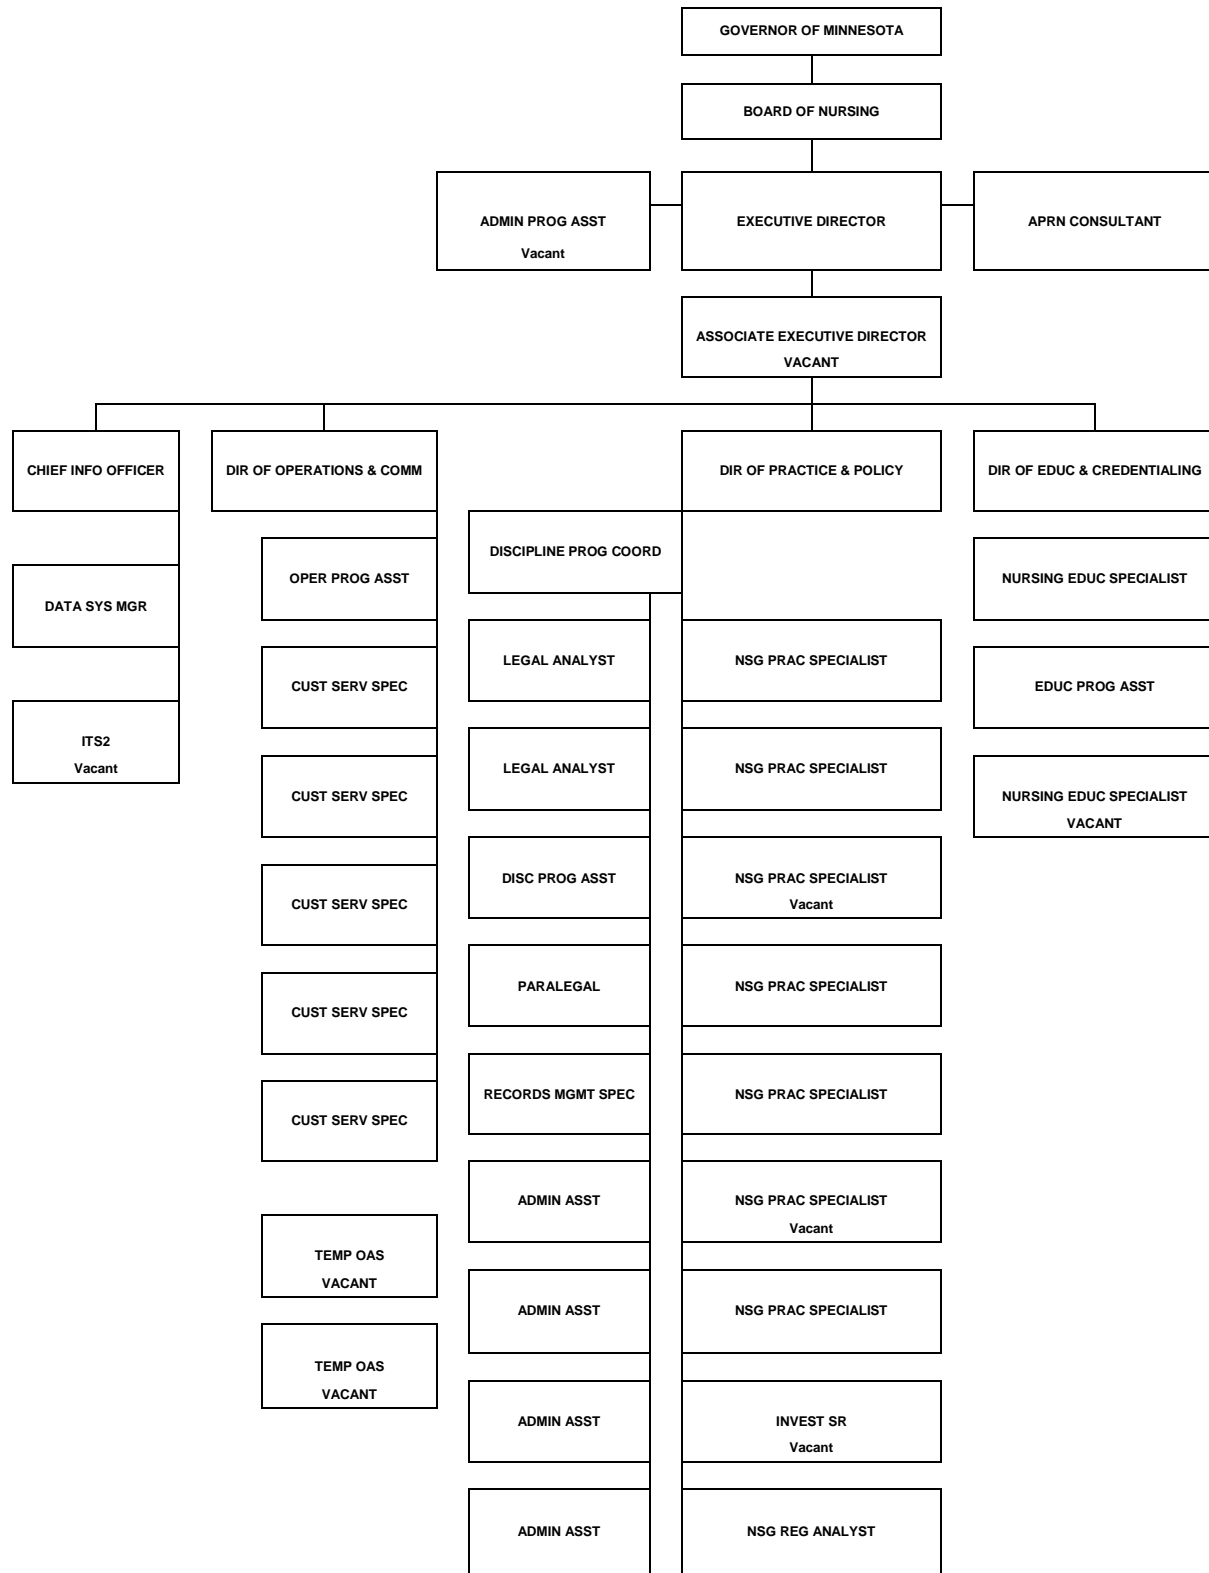 GOVERNOR OF MINNESOTA
BOARD OF NURSING
ADMIN PROG ASST
Vacant
EXECUTIVE DIRECTOR
APRN CONSULTANT
ASSOCIATE EXECUTIVE DIRECTOR
VACANT
CHIEF INFO OFFICER
DIR OF OPERATIONS & COMM
DIR OF PRACTICE & POLICY
DIR OF EDUC & CREDENTIALING
DISCIPLINE PROG COORD
OPER PROG ASST
NURSING EDUC SPECIALIST
DATA SYS MGR
CUST SERV SPEC
LEGAL ANALYST
NSG PRAC SPECIALIST
EDUC PROG ASST
ITS2
Vacant
CUST SERV SPEC
LEGAL ANALYST
NSG PRAC SPECIALIST
NURSING EDUC SPECIALIST
VACANT
CUST SERV SPEC
DISC PROG ASST
NSG PRAC SPECIALIST
Vacant
CUST SERV SPEC
PARALEGAL
NSG PRAC SPECIALIST
CUST SERV SPEC
RECORDS MGMT SPEC
NSG PRAC SPECIALIST
ADMIN ASST
NSG PRAC SPECIALIST
Vacant
TEMP OAS
VACANT
ADMIN ASST
NSG PRAC SPECIALIST
TEMP OAS
VACANT
ADMIN ASST
INVEST SR
Vacant
ADMIN ASST
NSG REG ANALYST